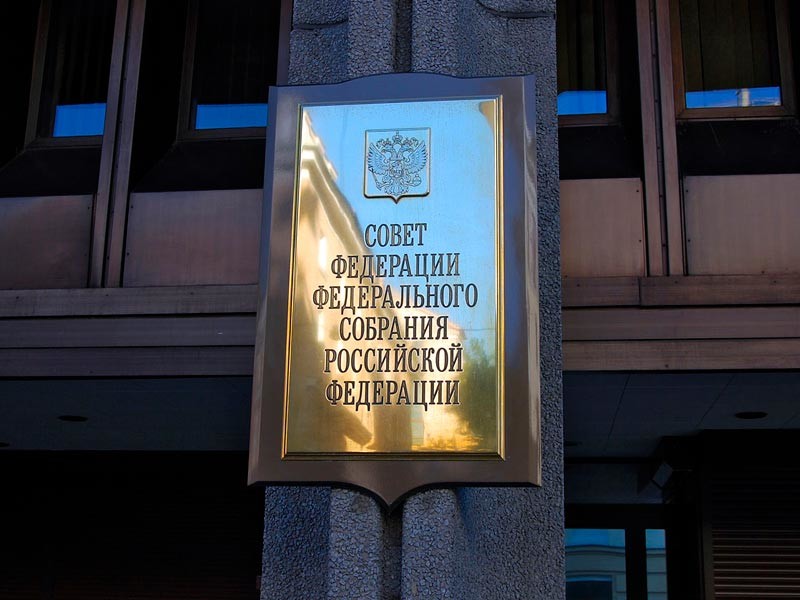 СОВЕТ
ФЕДЕРАЦИИ
ФЕДЕРАЛЬНОГО
СОБРАНИЯ
РОССИЙСКОЙ
ФЕДЕРАЦИИ